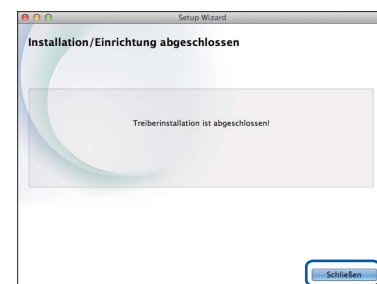 Setup Wizard
Installation/Einrichtung abgeschlossen
Treiberinstallation ist abgeschlossen!
Schließen